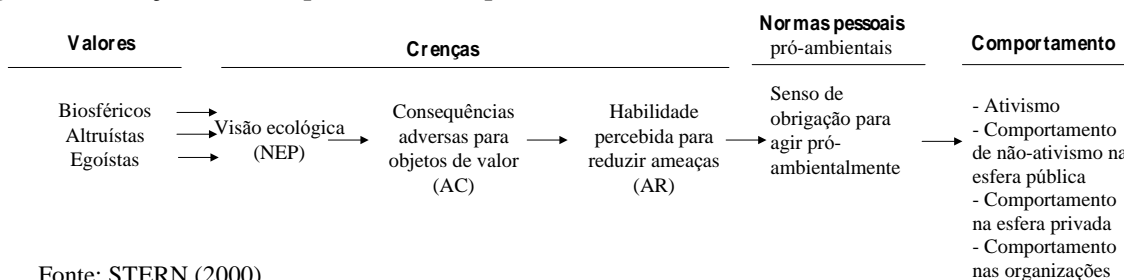 Valores
Crenças
Normas pessoais
pró-ambientais
Comportamento
Biosféricos
Altruístas
Egoístas
Visão ecológica
(NEP)
Consequências
adversas para
objetos de valor
(AC)
Habilidade
percebida para
reduzir ameaças
(AR)
Senso de
obrigação para
agir pró-
ambientalmente
- Ativismo
- Comportamento
de não-ativismo na
esfera pública
- Comportamento
na esfera privada
- Comportamento
nas organizações
Fonte: STERN (2000)